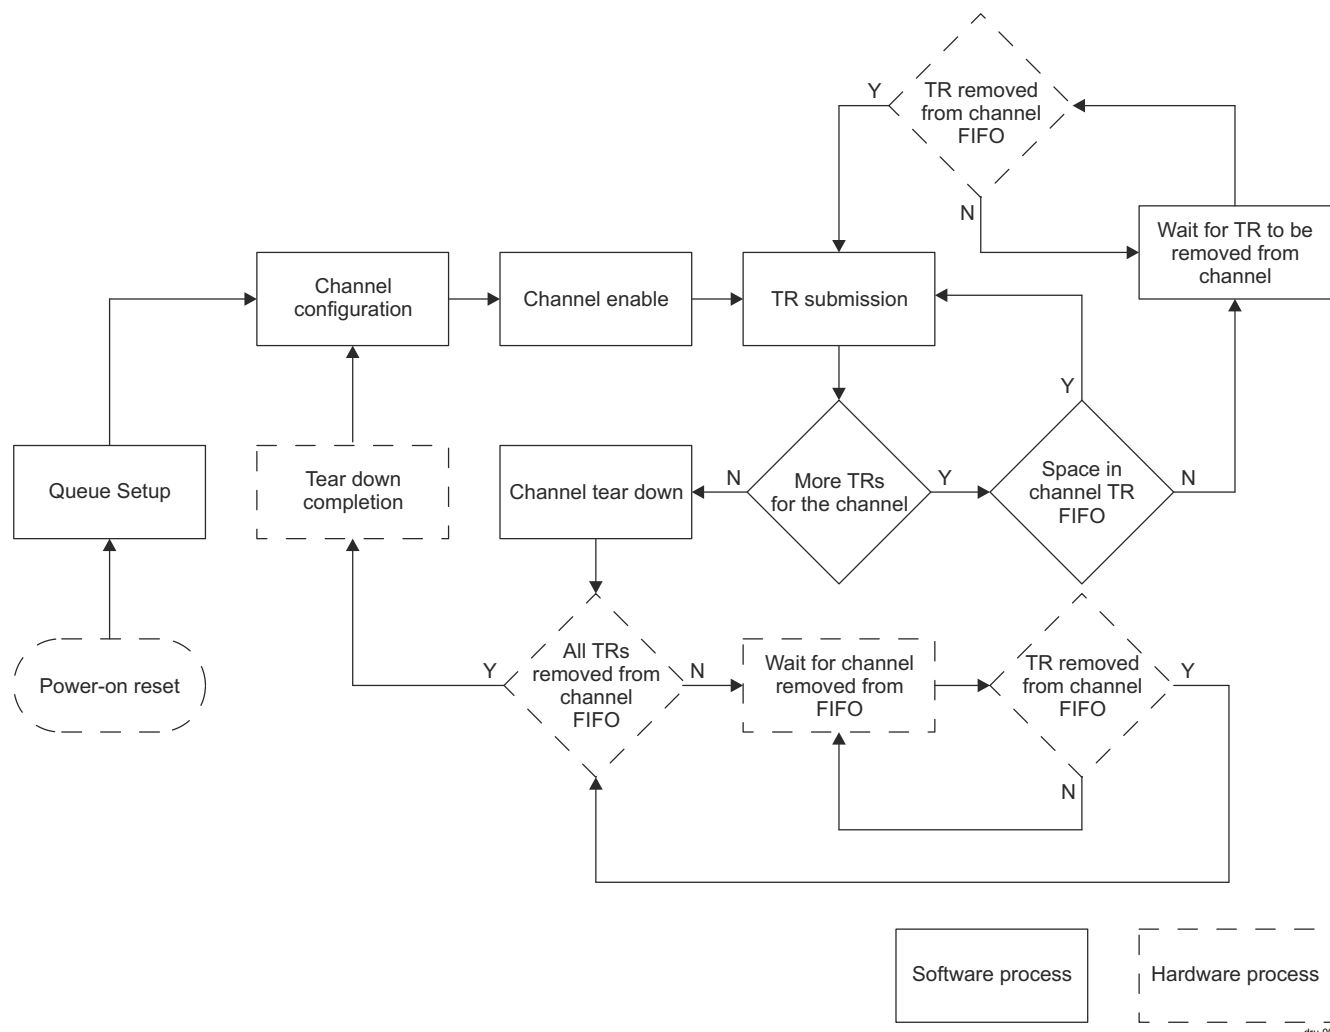 TR removed
from channel
FIFO
Y
N
Wait for TR to be
removed from
channel
Channel
configuration
Channel enable
TR submission
Y
Queue Setup
Tear down
completion
Channel tear down
N
More TRs
for the channel
Y
Space in
channel TR
FIFO
N
Power-on reset
Y
All TRs
removed from
channel
FIFO
N
Wait for channel
removed from
FIFO
TR removed
from channel
FIFO
Y
N
Software process
Hardware process